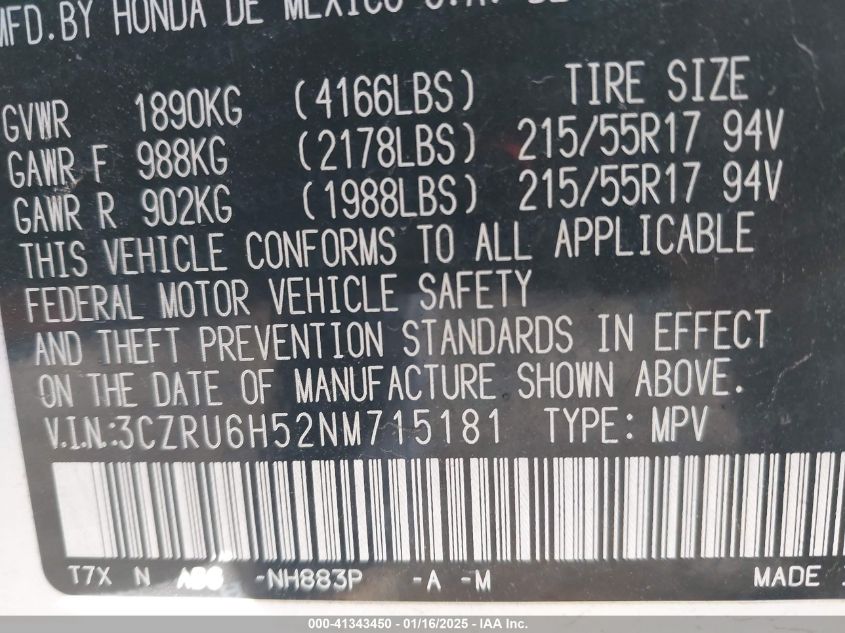 MFD.BY HONDA DE MEXICO S.A. DE
GVWR 1890KG (4166LBS) TIRE SIZE
GAWR F 988KG (2178LBS) 215/55R17 94V
GAWR R 902KG (1988LBS) 215/55R17 94V
THIS VEHICLE CONFORMS TO ALL APPLICABLE
FEDERAL MOTOR VEHICLE SAFETY
AND THEFT PREVENTION STANDARDS IN EFFECT
ON THE DATE OF MANUFACTURE SHOWN ABOVE.
V.I.N.:3CZRU6H52NM715181 TYPE: MPV
T7X N -NH883P -A -M MADE
000-41343450 - 01/16/2025 - IAA Inc.